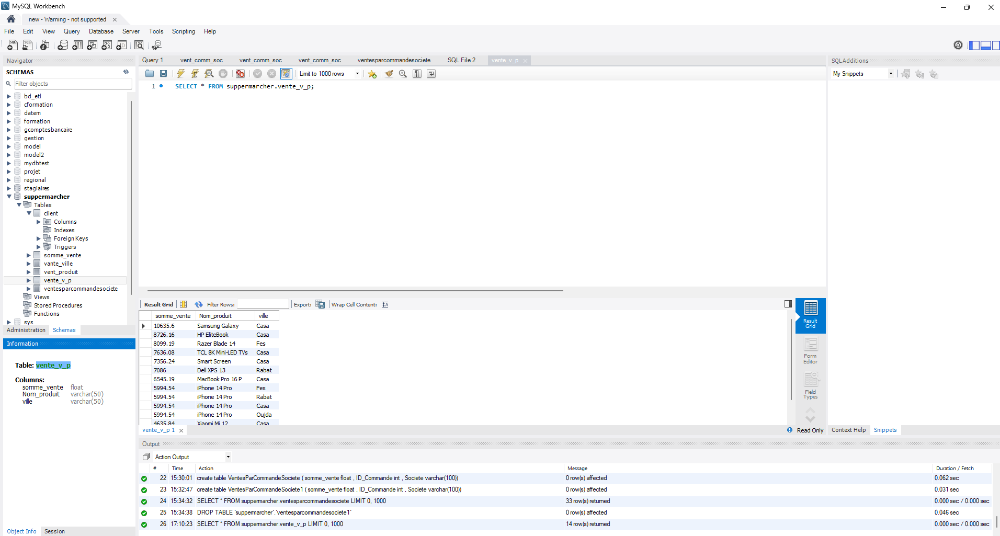 MySQL Workbench
new - Warning - not supported
File Edit View Query Database Server Tools Scripting Help
Navigator
SCHEMAS
Filter objects
bd_etl
cformation
datem
formation
gcomptesbancaire
gestion
model
model2
mydbtest
projet
regional
stagiaires
suppermarcher
Tables
client
Columns
Indexes
Foreign Keys
Triggers
somme_vente
vante_ville
vent_produit
vente_v_p
ventesparcommandesociete
Views
Stored Procedures
Functions
sys
Administration Schemas
Information
Table: vente_v_p
Columns:
somme_vente float
Nom_produit varchar(50)
ville varchar(50)
Object Info Session
Query 1 vent_comm_soc vent_comm_soc vent_comm_soc ventesparcommandesociete SQL File 2 vente_v_p
Limit to 1000 rows
1 SELECT * FROM suppermarcher.vente_v_p;
Result Grid Filter Rows: Export: Wrap Cell Content:
somme_vente Nom_produit ville
10635.6 Samsung Galaxy Casa
8726.16 HP EliteBook Casa
8099.19 Razer Blade 14 Fes
7636.08 TCL 8K Mini-LED TVs Casa
7356.24 Smart Screen Casa
7086 Dell XPS 13 Rabat
6545.19 MacBook Pro 16 P Casa
5994.54 iPhone 14 Pro Fes
5994.54 iPhone 14 Pro Rabat
5994.54 iPhone 14 Pro Casa
5994.54 iPhone 14 Pro Oujda
4635.84 Xiaomi Mi 12 Casa
Result Grid
Form Editor
Field Types
vente_v_p 1
Read Only
SQLAdditions
My Snippets
Context Help Snippets
Output
Action Output
# Time Action Message Duration / Fetch
22 15:30:01 create table VentesParCommandeSociete ( somme_vente float , ID_Commande int , Societe varchar(100)) 0 row(s) affected 0.062 sec
23 15:32:47 create table VentesParCommandeSociete1 ( somme_vente float , ID_Commande int , Societe varchar(100)) 0 row(s) affected 0.031 sec
24 15:34:32 SELECT * FROM suppermarcher.ventesparcommandesociete LIMIT 0, 1000 33 row(s) returned 0.000 sec / 0.000 sec
25 15:34:38 DROP TABLE `suppermarcher`.`ventesparcommandesociete1` 0 row(s) affected 0.046 sec
26 17:10:23 SELECT * FROM suppermarcher.vente_v_p LIMIT 0, 1000 14 row(s) returned 0.000 sec / 0.000 sec